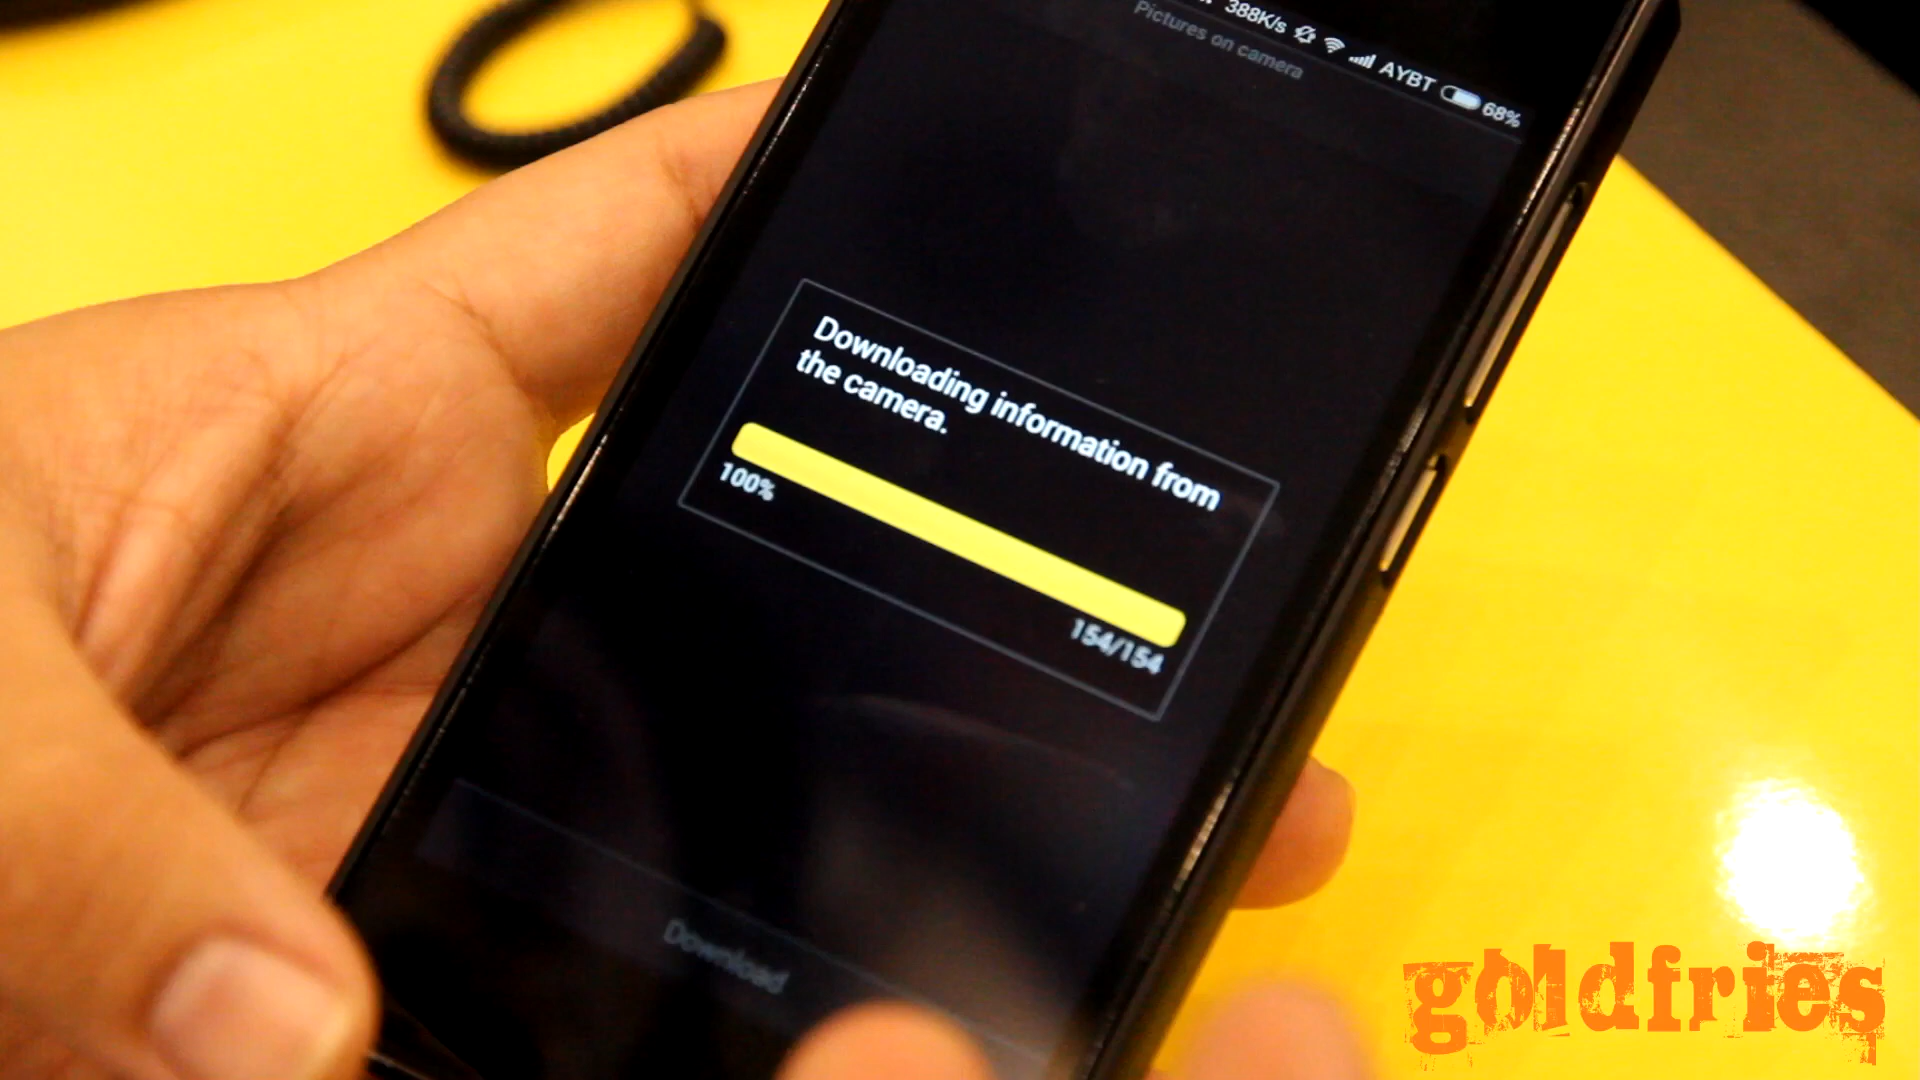 388K/s AYBT 68%
Pictures on camera
Downloading information from
the camera.
100%
154/154
Download
goldfries